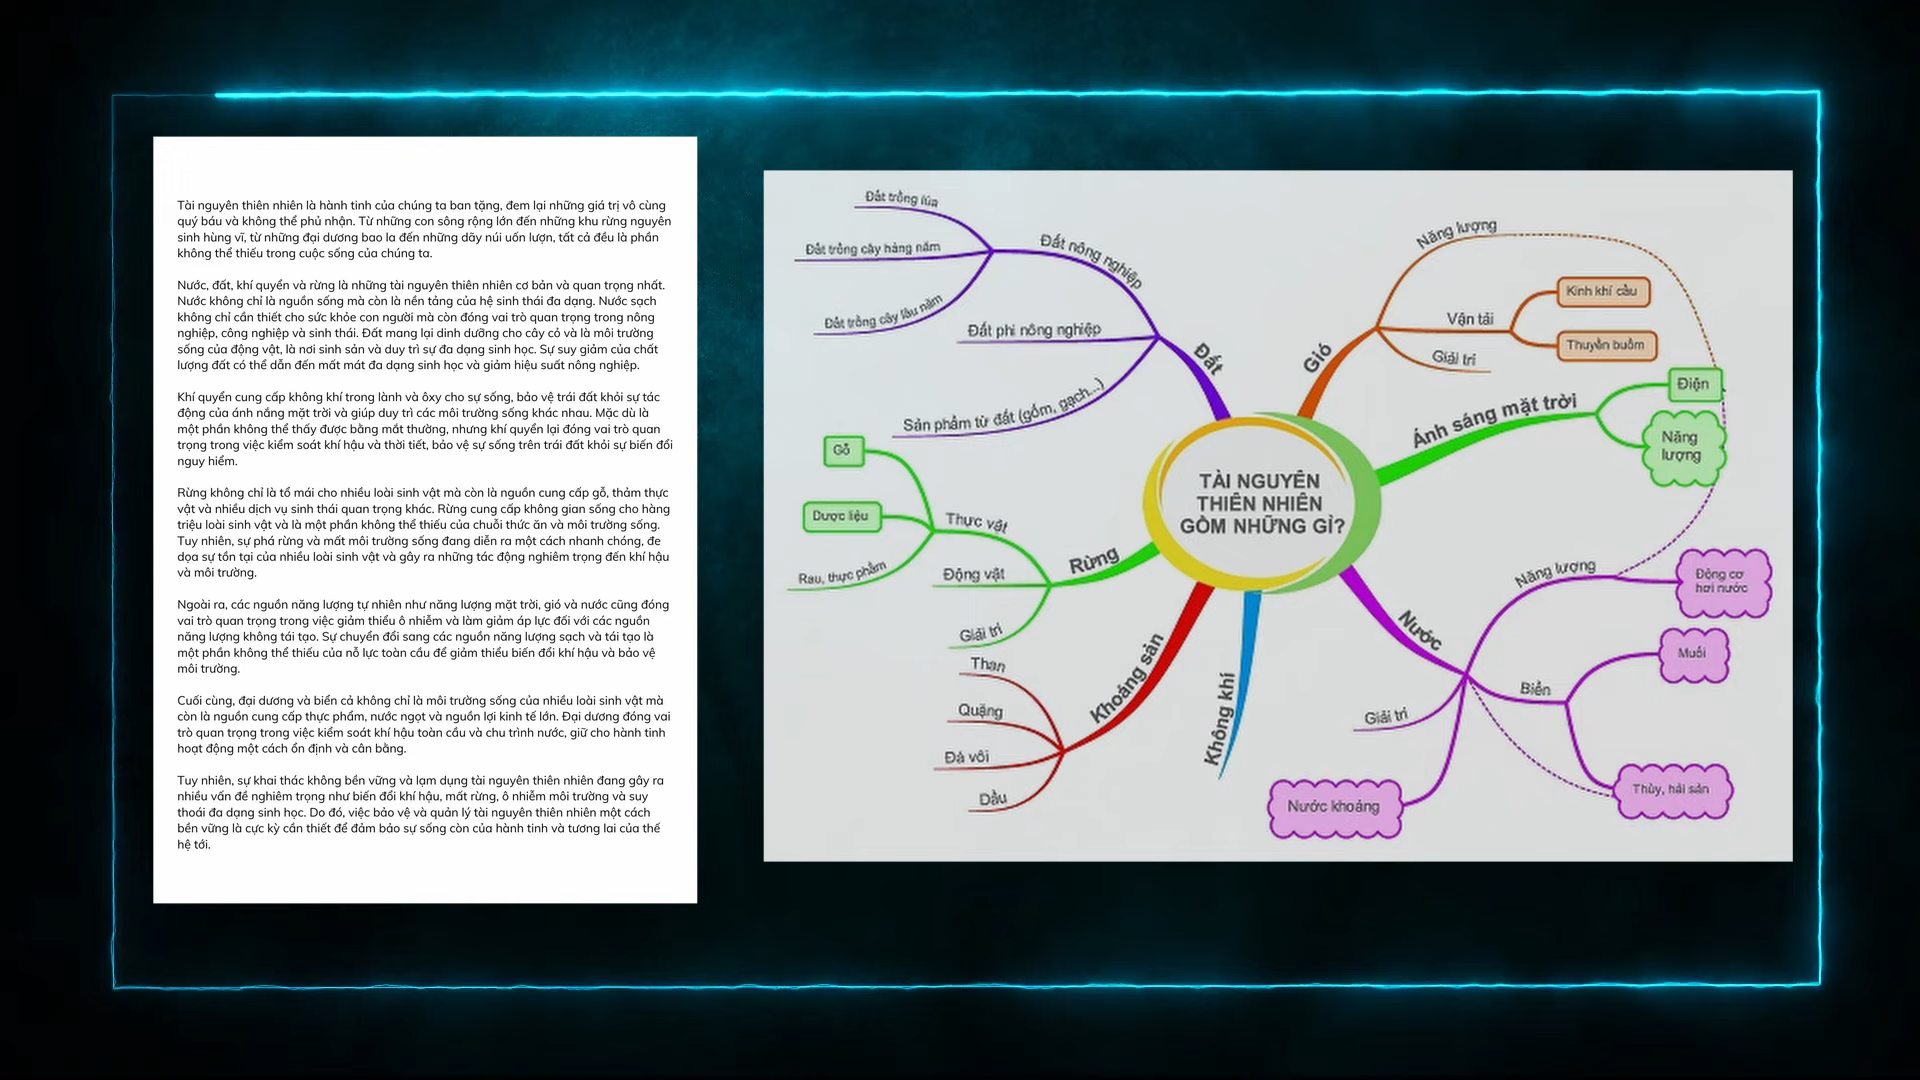 Tài nguyên thiên nhiên là hành tinh của chúng ta ban tặng, đem lại những giá trị vô cùng
quý báu và không thể phủ nhận. Từ những con sông rộng lớn đến những khu rừng nguyên
sinh hùng vĩ, từ những đại dương bao la đến những dãy núi uốn lượn, tất cả đều là phần
không thể thiếu trong cuộc sống của chúng ta.
Nước, đất, khí quyển và rừng là những tài nguyên thiên nhiên cơ bản và quan trọng nhất.
Nước không chỉ là nguồn sống mà còn là nền tảng của hệ sinh thái đa dạng. Nước sạch
không chỉ cần thiết cho sức khỏe con người mà còn đóng vai trò quan trọng trong nông
nghiệp, công nghiệp và sinh thái. Đất mang lại dinh dưỡng cho cây cỏ và là môi trường
sống của động vật, là nơi sinh sản và duy trì sự đa dạng sinh học. Sự suy giảm của chất
lượng đất có thể dẫn đến mất mát đa dạng sinh học và giảm hiệu suất nông nghiệp.
Khí quyển cung cấp không khí trong lành và ôxy cho sự sống, bảo vệ trái đất khỏi sự tác
động của ánh nắng mặt trời và giúp duy trì các môi trường sống khác nhau. Mặc dù là
một phần không thể thấy được bằng mắt thường, nhưng khí quyển lại đóng vai trò quan
trọng trong việc kiểm soát khí hậu và thời tiết, bảo vệ sự sống trên trái đất khỏi sự biến đổi
nguy hiểm.
Rừng không chỉ là tổ mái cho nhiều loài sinh vật mà còn là nguồn cung cấp gỗ, thảm thực
vật và nhiều dịch vụ sinh thái quan trọng khác. Rừng cung cấp không gian sống cho hàng
triệu loài sinh vật và là một phần không thể thiếu của chuỗi thức ăn và môi trường sống.
Tuy nhiên, sự phá rừng và mất môi trường sống đang diễn ra một cách nhanh chóng, đe
dọa sự tồn tại của nhiều loài sinh vật và gây ra những tác động nghiêm trọng đến khí hậu
và môi trường.
Ngoài ra, các nguồn năng lượng tự nhiên như năng lượng mặt trời, gió và nước cũng đóng
vai trò quan trọng trong việc giảm thiểu ô nhiễm và làm giảm áp lực đối với các nguồn
năng lượng không tái tạo. Sự chuyển đổi sang các nguồn năng lượng sạch và tái tạo là
một phần không thể thiếu của nỗ lực toàn cầu để giảm thiểu biến đổi khí hậu và bảo vệ
môi trường.
Cuối cùng, đại dương và biển cả không chỉ là môi trường sống của nhiều loài sinh vật mà
còn là nguồn cung cấp thực phẩm, nước ngọt và nguồn lợi kinh tế lớn. Đại dương đóng vai
trò quan trọng trong việc kiểm soát khí hậu toàn cầu và chu trình nước, giữ cho hành tinh
hoạt động một cách ổn định và cân bằng.
Tuy nhiên, sự khai thác không bền vững và lạm dụng tài nguyên thiên nhiên đang gây ra
nhiều vấn đề nghiêm trọng như biến đổi khí hậu, mất rừng, ô nhiễm môi trường và suy
thoái đa dạng sinh học. Do đó, việc bảo vệ và quản lý tài nguyên thiên nhiên một cách
bền vững là cực kỳ cần thiết để đảm bảo sự sống còn của hành tinh và tương lai của thế
hệ tới.
TÀI NGUYÊN
THIÊN NHIÊN
GỒM NHỮNG GÌ?
Đất
Đất nông nghiệp
Đất trồng lúa
Đất trồng cây hàng năm
Đất trồng cây lâu năm
Đất phi nông nghiệp
Sản phẩm từ đất (gốm, gạch...)
Gió
Năng lượng
Vận tải
Kinh khí cầu
Thuyền buồm
Giải trí
Ánh sáng mặt trời
Điện
Năng
lượng
Rừng
Thực vật
Gỗ
Dược liệu
Rau, thực phẩm
Động vật
Giải trí
Khoáng sản
Than
Quặng
Đá vôi
Dầu
Không khí
Nước
Năng lượng
Động cơ
hơi nước
Biển
Muối
Thủy, hải sản
Giải trí
Nước khoáng